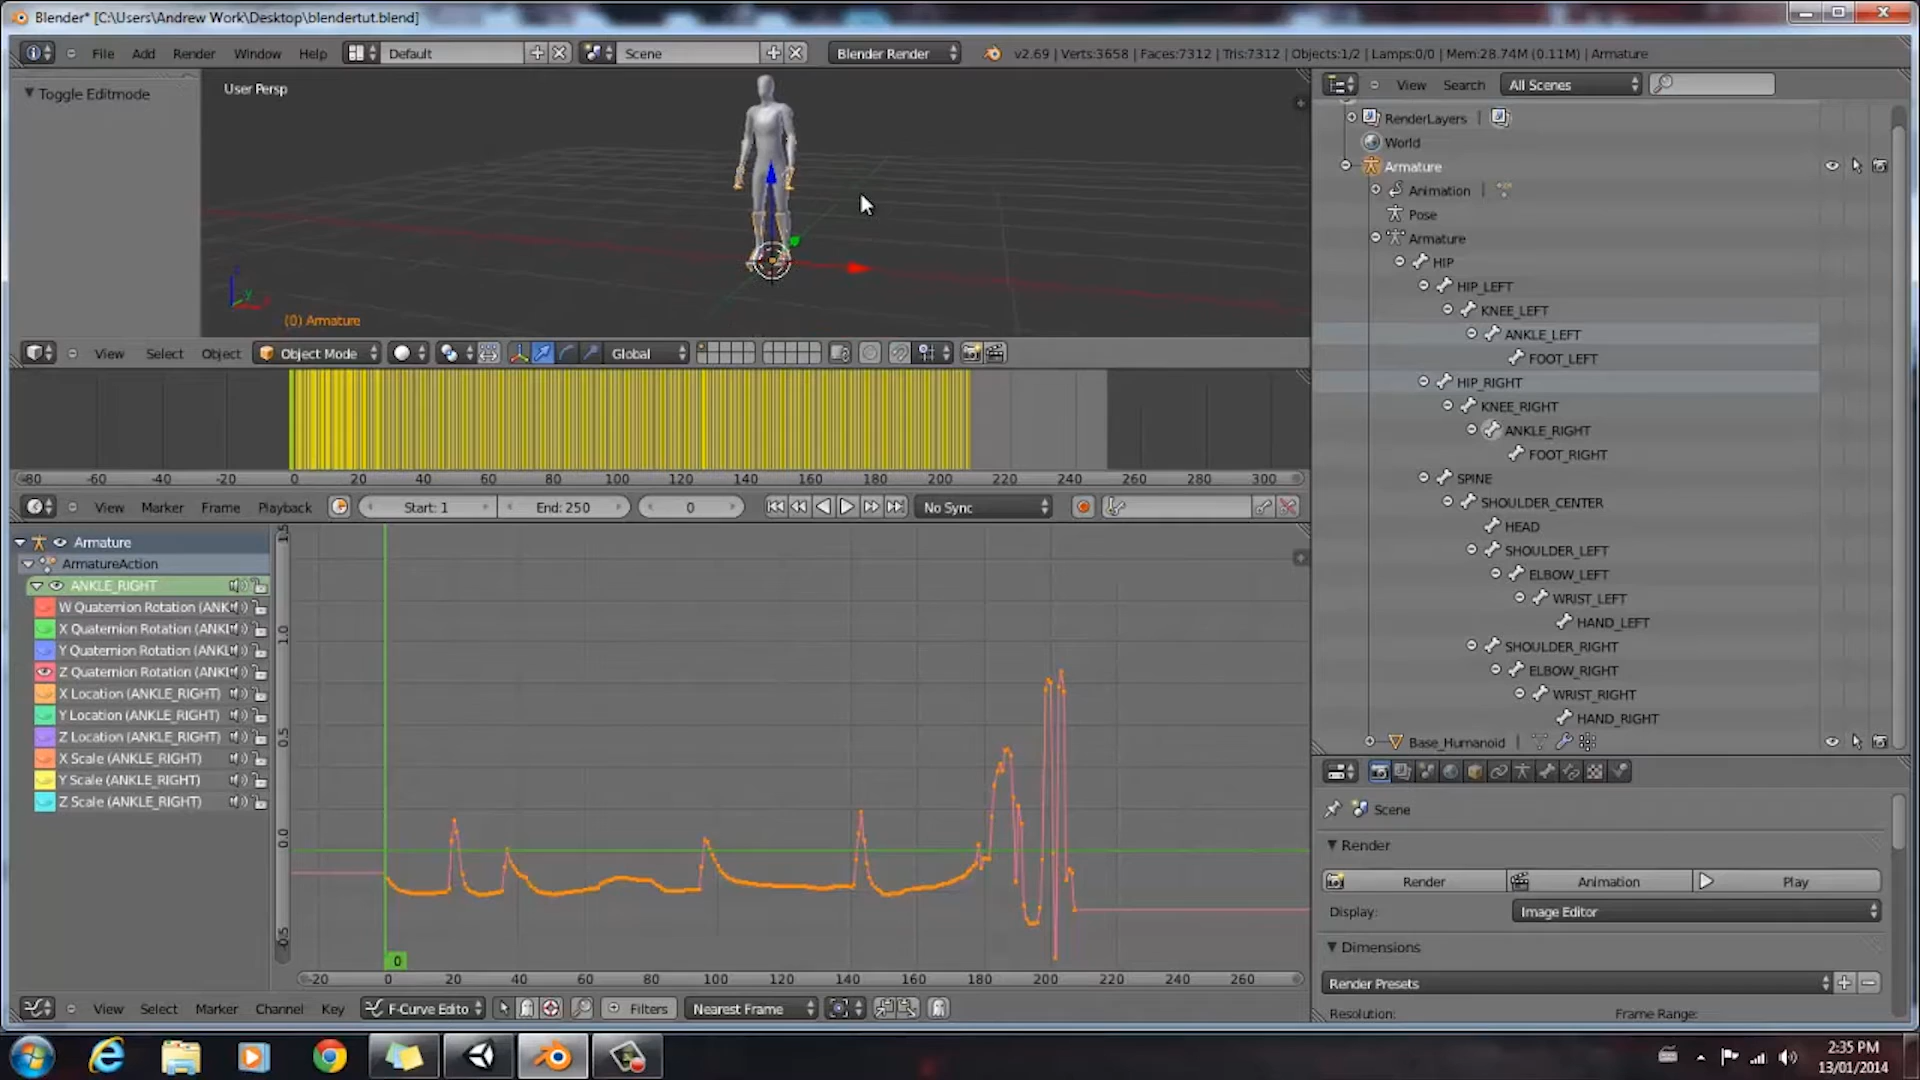 Blender* [C:\Users\Andrew Work\Desktop\blendertut.blend]
File Add Render Window Help Default Scene Blender Render v2.69 | Verts:3658 | Faces:7312 | Tris:7312 | Objects:1/2 | Lamps:0/0 | Mem:28.74M (0.11M) | Armature
Toggle Editmode
User Persp
(0) Armature
View Select Object Object Mode Global
-80 -60 -40 -20 0 20 40 60 80 100 120 140 160 180 200 220 240 260 280 300
View Marker Frame Playback Start: 1 End: 250 0 No Sync
Armature
ArmatureAction
ANKLE_RIGHT
W Quaternion Rotation (ANK
X Quaternion Rotation (ANKL
Y Quaternion Rotation (ANKL
Z Quaternion Rotation (ANKL
X Location (ANKLE_RIGHT)
Y Location (ANKLE_RIGHT)
Z Location (ANKLE_RIGHT)
X Scale (ANKLE_RIGHT)
Y Scale (ANKLE_RIGHT)
Z Scale (ANKLE_RIGHT)
1.5
1.0
0.5
0.0
-0.5
0
-20 0 20 40 60 80 100 120 140 160 180 200 220 240 260
View Select Marker Channel Key F-Curve Edito Filters Nearest Frame
View Search All Scenes
RenderLayers |
World
Armature
Animation |
Pose
Armature
HIP
HIP_LEFT
KNEE_LEFT
ANKLE_LEFT
FOOT_LEFT
HIP_RIGHT
KNEE_RIGHT
ANKLE_RIGHT
FOOT_RIGHT
SPINE
SHOULDER_CENTER
HEAD
SHOULDER_LEFT
ELBOW_LEFT
WRIST_LEFT
HAND_LEFT
SHOULDER_RIGHT
ELBOW_RIGHT
WRIST_RIGHT
HAND_RIGHT
Base_Humanoid |
Scene
Render
Render Animation Play
Display: Image Editor
Dimensions
Render Presets
Resolution: Frame Range:
2:35 PM
13/01/2014